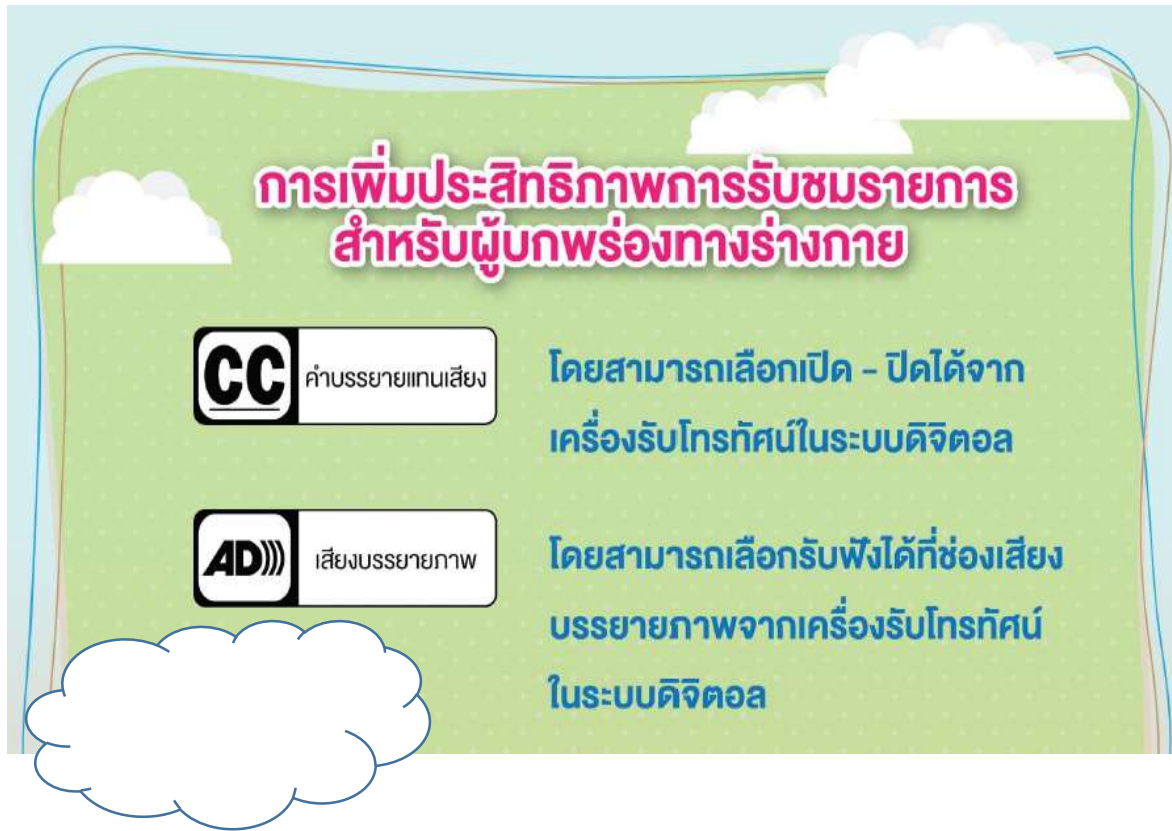 การเพิ่มประสิทธิภาพการรับชมรายการ
สำหรับผู้บกพร่องทางร่างกาย
CC คำบรรยายแทนเสียง
โดยสามารถเลือกเปิด - ปิดได้จาก
เครื่องรับโทรทัศน์ในระบบดิจิตอล
AD))) เสียงบรรยายภาพ
โดยสามารถเลือกรับฟังได้ที่ช่องเสียง
บรรยายภาพจากเครื่องรับโทรทัศน์
ในระบบดิจิตอล